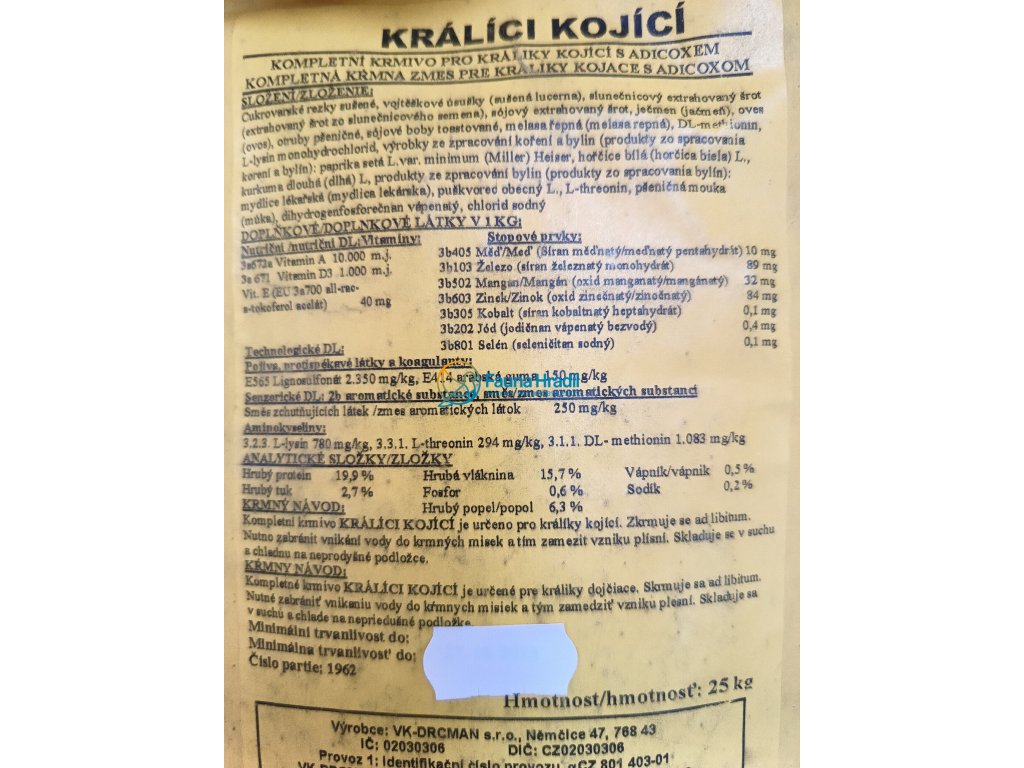 KRÁLÍCI KOJÍCÍ
KOMPLETNÍ KRMIVO PRO KRÁLÍKY KOJÍCÍ S ADICOXEM
KOMPLETNÁ KŔMNA ZMES PRE KRÁLIKY KOJACE S ADICOXOM
SLOŽENÍ/ZLOŽENIE:
Cukrovarské řezky sušené, vojtěškové úsušky (sušená lucerna), slunečnicový extrahovaný šrot
(extrahovaný šrot zo slunečnicového semena), sójový extrahovaný šrot, ječmen (jačmeň), oves
(ovos), otruby pšeničné, sójové boby toastované, melasa řepná (melasa repná), DL-methionin,
L-lysin monohydrochlorid, výrobky ze zpracování koření a bylin (produkty zo spracovania
korení a bylín): paprika setá L.var. minimum (Miller) Heiser, hořčice bílá (horčica biela) L.,
kurkuma dlouhá (dlhá) L, produkty ze zpracování bylin (produkty zo spracovania bylín):
mydlice lékařská (mydlica lekárska), puškvorec obecný L., L-threonin, pšeničná mouka
(múka), dihydrogenfosforečnan vápenatý, chlorid sodný
DOPLŇKOVÉ/DOPLNKOVÉ LÁTKY V 1 KG:
Nutriční /nutriční DL: Vitamíny:
3a672a Vitamin A 10.000 m.j.
3a 671 Vitamin D3 1.000 m.j.
Vit. E (EU 3a700 all-rac-
a-tokoferol acetát) 40 mg
Stopové prvky:
3b405 Měď/Meď (Síran měďnatý/meďnatý pentahydrát) 10 mg
3b103 Železo (síran železnatý monohydrát) 89 mg
3b502 Mangan/Mangán (oxid manganatý/mangánatý) 32 mg
3b603 Zinek/Zinok (oxid zinečnatý/zinočnatý) 84 mg
3b305 Kobalt (síran kobaltnatý heptahydrát) 0,1 mg
3b202 Jód (jodičnan vápenatý bezvodý) 0,4 mg
3b801 Selén (seleničitan sodný) 0,1 mg
Technologické DL:
Pojiva, protispékavé látky a koagulanty:
E565 Lignosulfonát 2.350 mg/kg, E414 arabská guma 150 mg/kg
Fauna Hradil
Senzorické DL: 2b aromatické substance, směs/zmes aromatických substancí
Směs zchutňujících látek /zmes aromatických látok 250 mg/kg
Aminokyseliny:
3.2.3. L-lysin 780 mg/kg, 3.3.1. L-threonin 294 mg/kg, 3.1.1. DL- methionin 1.083 mg/kg
ANALYTICKÉ SLOŽKY/ZLOŽKY
Hrubý protein 19,9 % Hrubá vláknina 15,7 % Vápník/vápnik 0,5 %
Hrubý tuk 2,7 % Fosfor 0,6 % Sodík 0,2 %
Hrubý popel/popol 6,3 %
KRMNÝ NÁVOD:
Kompletní krmivo KRÁLÍCI KOJÍCÍ je určeno pro králíky kojící. Zkrmuje se ad libitum.
Nutno zabránit vnikání vody do krmných misek a tím zamezit vzniku plísní. Skladuje se v suchu
a chladnu na neprodyšné podložce.
KŔMNY NÁVOD:
Kompletné krmivo KRÁLÍCI KOJÍCÍ je určené pre králiky dojčiace. Skrmuje sa ad libitum.
Nutné zabrániť vnikaniu vody do kŕmnych misiek a tým zamedziť vzniku plesní. Skladuje sa
v suchu a chlade na nepriedušné podložke.
Minimální trvanlivost do:
Minimálna trvanlivosť do:
Číslo partie: 1962
Hmotnost/hmotnosť: 25 kg
Výrobce: VK-DRCMAN s.r.o., Němčice 47, 768 43
IČ: 02030306 DIČ: CZ02030306
Provoz 1: Identifikační číslo provozu αCZ 801 403-01